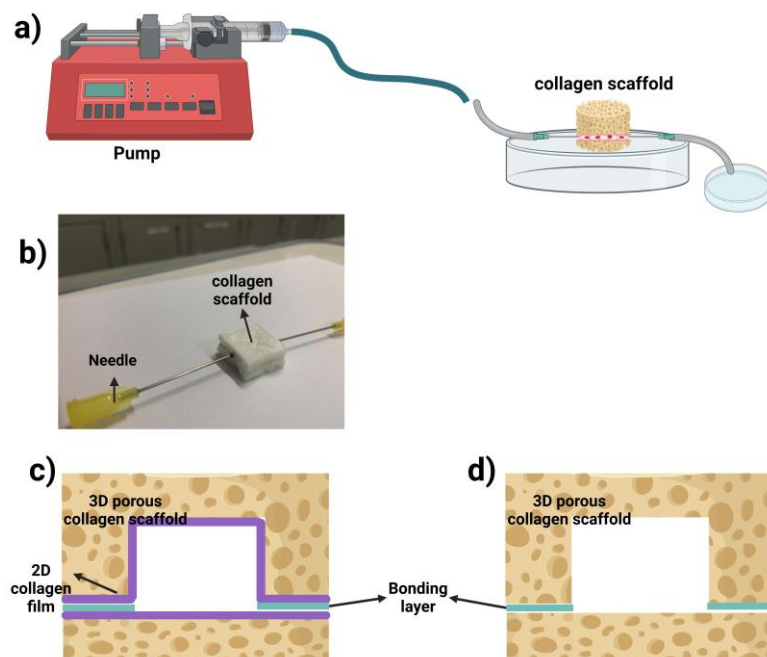 a)
collagen scaffold
Pump
b)
collagen
scaffold
Needle
c)
3D porous
collagen scaffold
2D
collagen
film
Bonding
layer
d)
3D porous
collagen scaffold